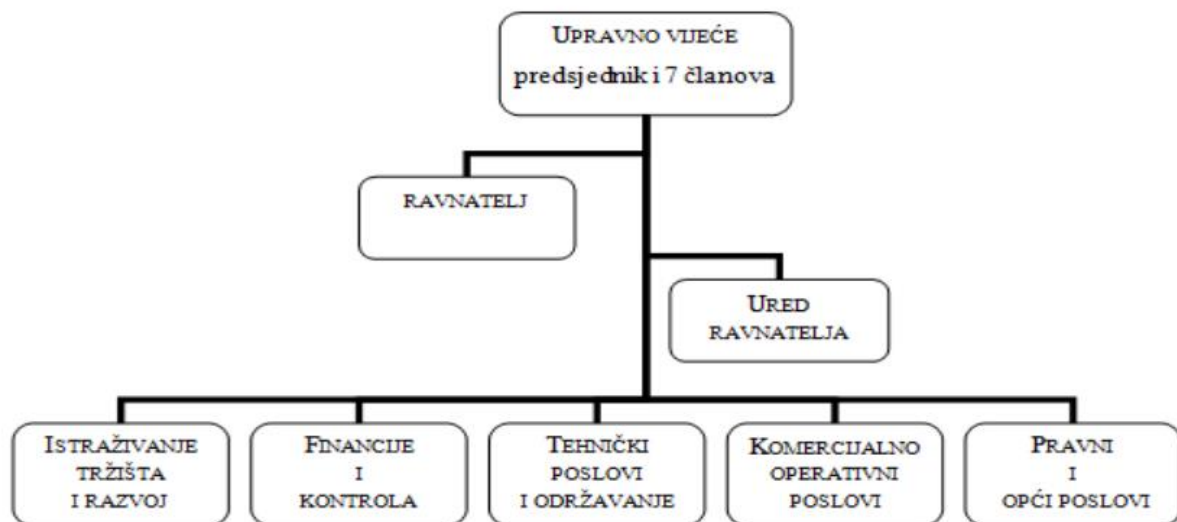 UPRAVNO VIJEĆE
predsjednik i 7 članova
RAVNATELJ
URED
RAVNATELJA
ISTRAŽIVANJE
TRŽIŠTA
I RAZVOJ
FINANCIJE
I
KONTROLA
TEHNIČKI
POSLOVI
I ODRŽAVANJE
KOMERCIJALNO
OPERATIVNI
POSLOVI
PRAVNI
I
OPĆI POSLOVI